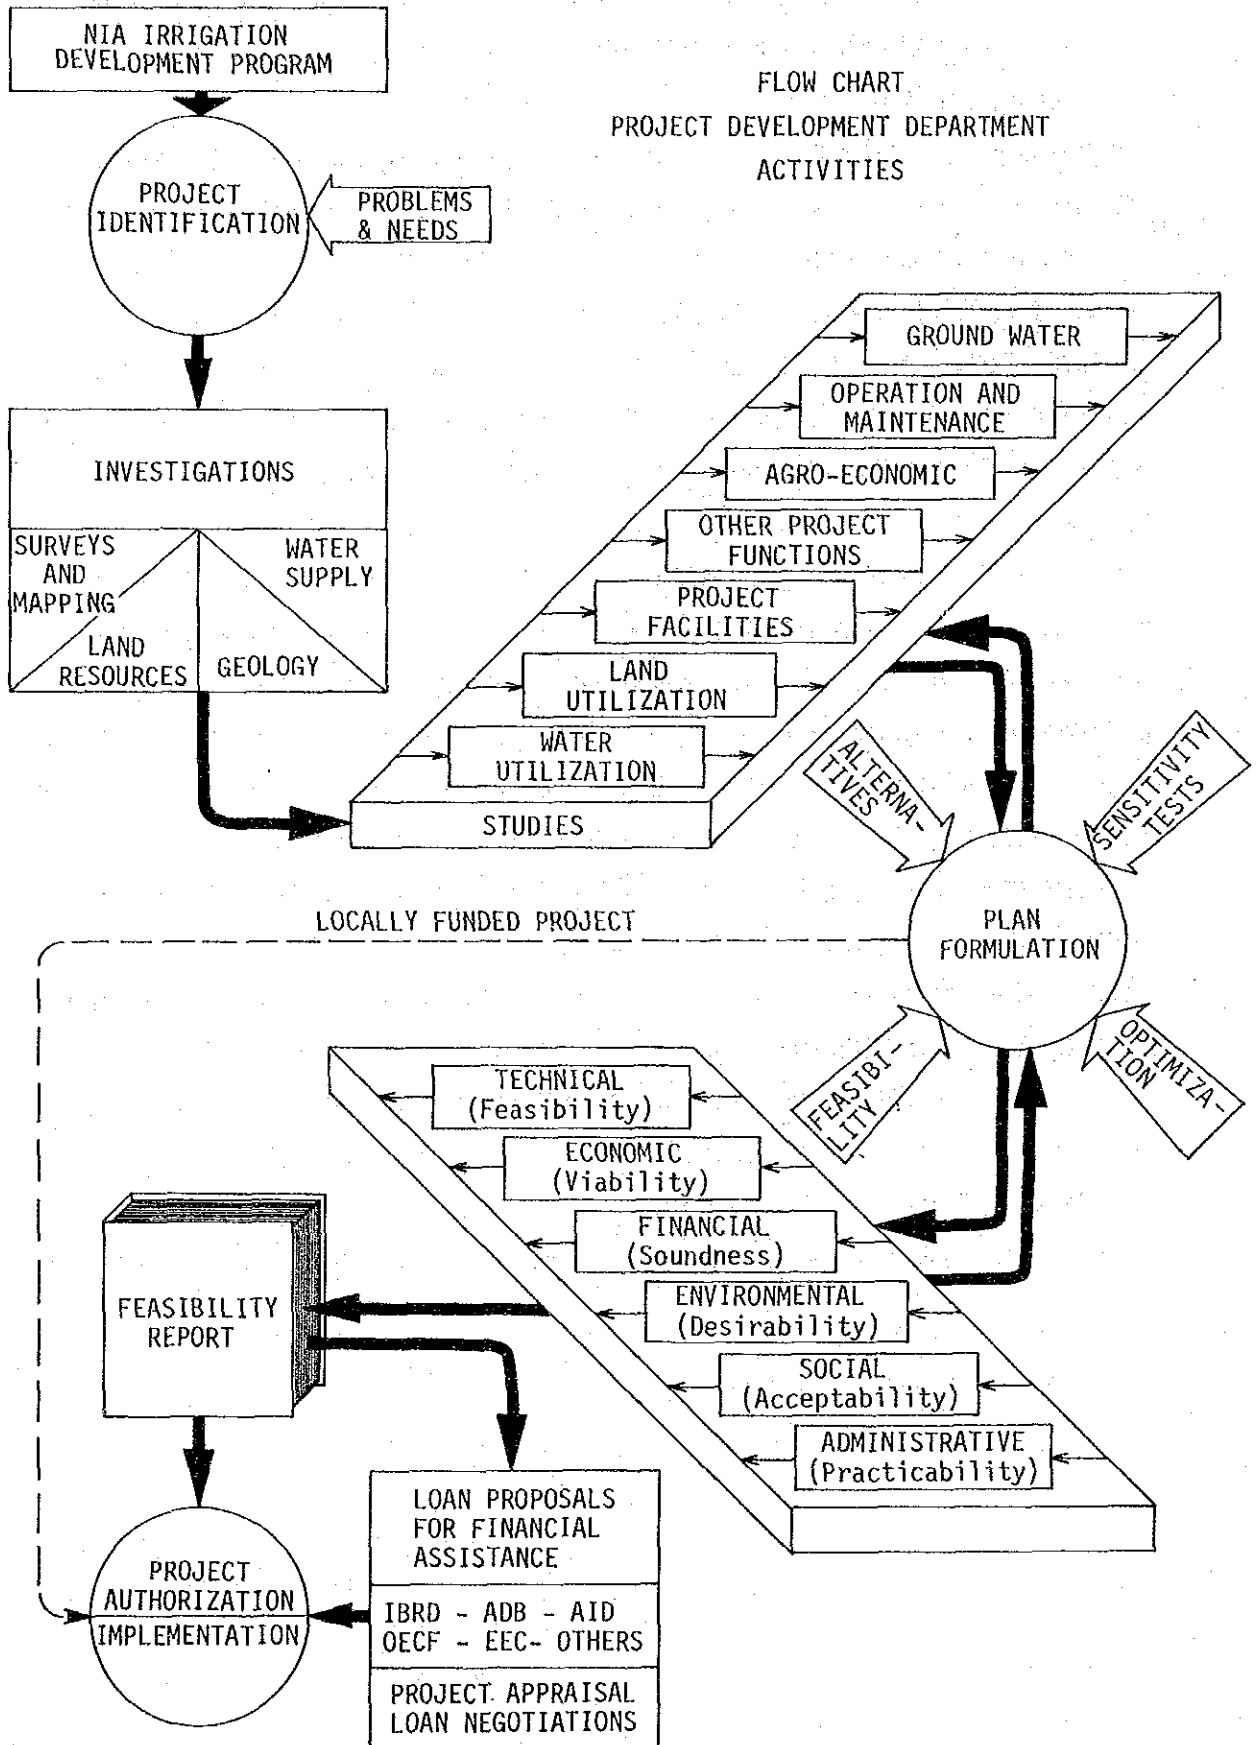 NIA IRRIGATION
DEVELOPMENT PROGRAM
FLOW CHART
PROJECT DEVELOPMENT DEPARTMENT
ACTIVITIES
PROJECT
IDENTIFICATION
PROBLEMS
& NEEDS
INVESTIGATIONS
SURVEYS
AND
MAPPING
WATER
SUPPLY
LAND
RESOURCES
GEOLOGY
GROUND WATER
OPERATION AND
MAINTENANCE
AGRO-ECONOMIC
OTHER PROJECT
FUNCTIONS
PROJECT
FACILITIES
LAND
UTILIZATION
WATER
UTILIZATION
STUDIES
ALTERNA-
TIVES
SENSITIVITY
TESTS
PLAN
FORMULATION
FEASIBI-
LITY
OPTIMIZA-
TION
LOCALLY FUNDED PROJECT
TECHNICAL
(Feasibility)
ECONOMIC
(Viability)
FINANCIAL
(Soundness)
ENVIRONMENTAL
(Desirability)
SOCIAL
(Acceptability)
ADMINISTRATIVE
(Practicability)
FEASIBILITY
REPORT
LOAN PROPOSALS
FOR FINANCIAL
ASSISTANCE
IBRD - ADB - AID
OECF - EEC- OTHERS
PROJECT APPRAISAL
LOAN NEGOTIATIONS
PROJECT
AUTHORIZATION
IMPLEMENTATION